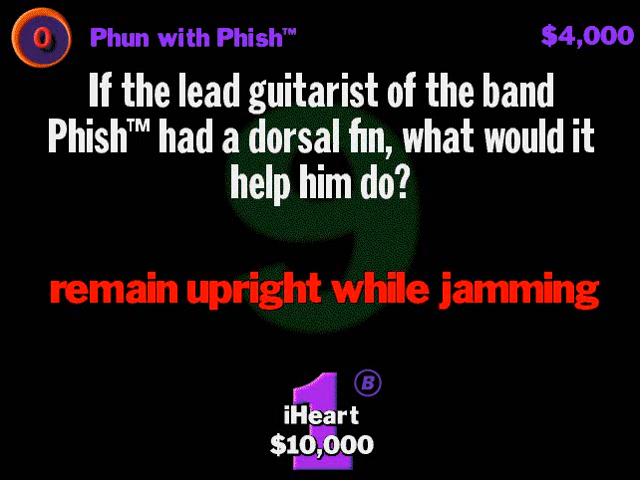 0
Phun with Phish™
$4,000
If the lead guitarist of the band
Phish™ had a dorsal fin, what would it
help him do?
9
remain upright while jamming
1
B
iHeart
$10,000